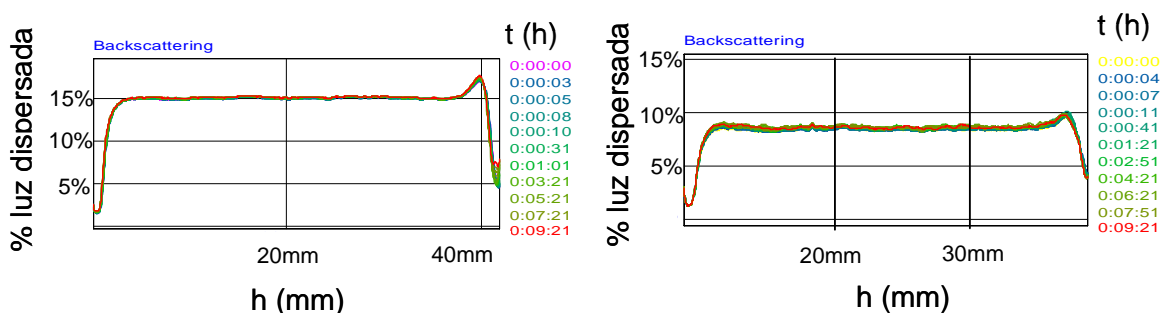 % luz dispersada
Backscattering
t (h)
15%
10%
5%
0:00:00
0:00:03
0:00:05
0:00:08
0:00:10
0:00:31
0:01:01
0:03:21
0:05:21
0:07:21
0:09:21
20mm
40mm
h (mm)
% luz dispersada
Backscattering
t (h)
15%
10%
5%
0:00:00
0:00:04
0:00:07
0:00:11
0:00:41
0:01:21
0:02:51
0:04:21
0:06:21
0:07:51
0:09:21
20mm
30mm
h (mm)